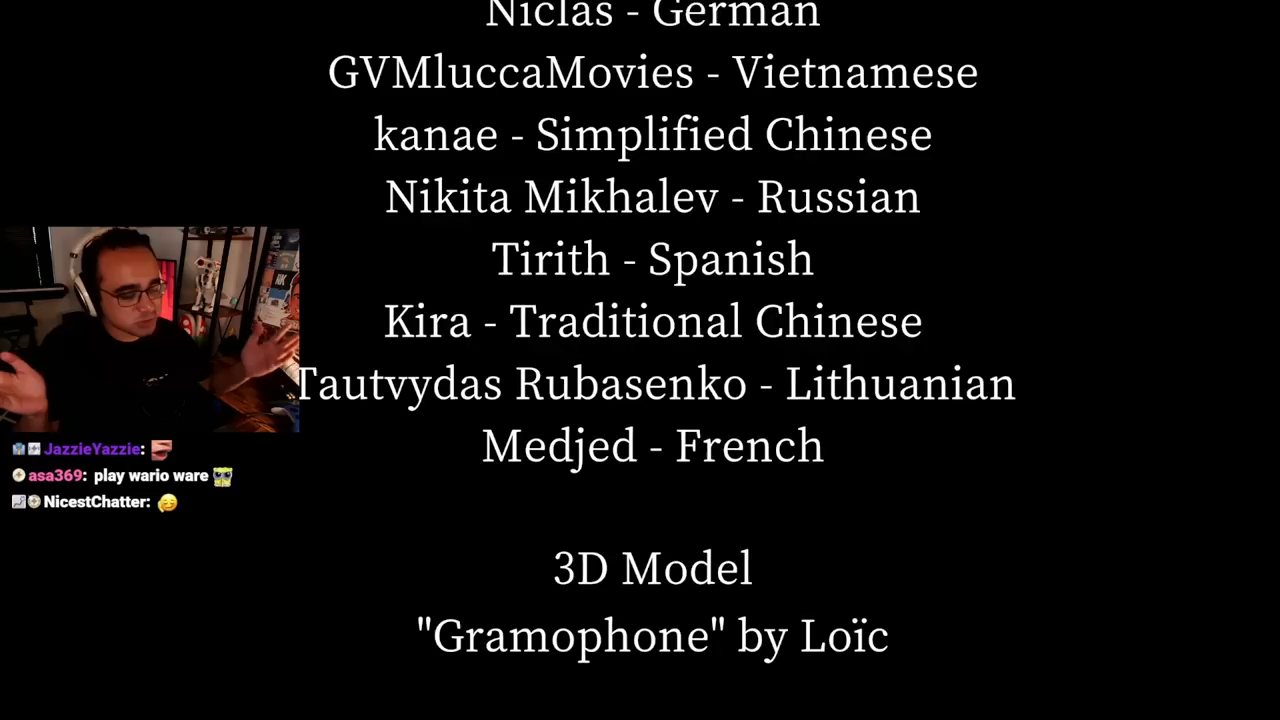 Niclas - German
GVMluccaMovies - Vietnamese
kanae - Simplified Chinese
Nikita Mikhalev - Russian
Tirith - Spanish
Kira - Traditional Chinese
Tautvydas Rubasenko - Lithuanian
Medjed - French
JazzieYazzie:
asa369: play wario ware
NicestChatter:
3D Model
"Gramophone" by Loïc